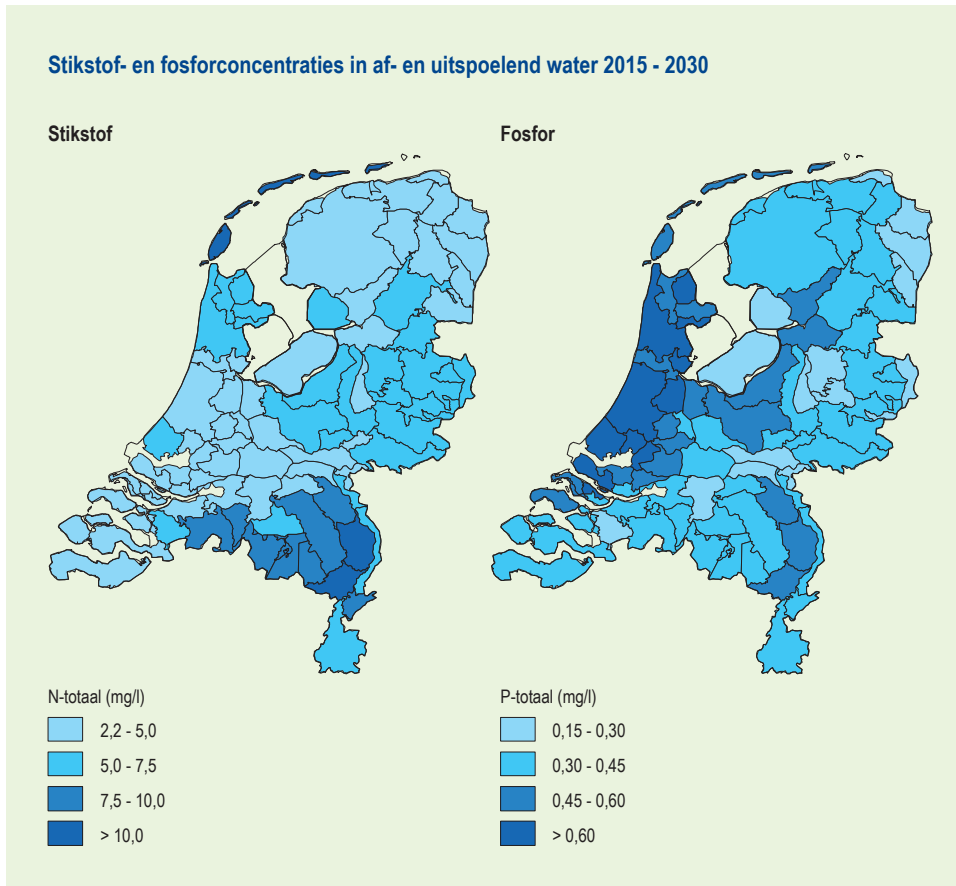 Stikstof- en fosforconcentraties in af- en uitspoelend water 2015 - 2030
Stikstof
Fosfor
N-totaal (mg/l)
2,2 - 5,0
5,0 - 7,5
7,5 - 10,0
> 10,0
P-totaal (mg/l)
0,15 - 0,30
0,30 - 0,45
0,45 - 0,60
> 0,60